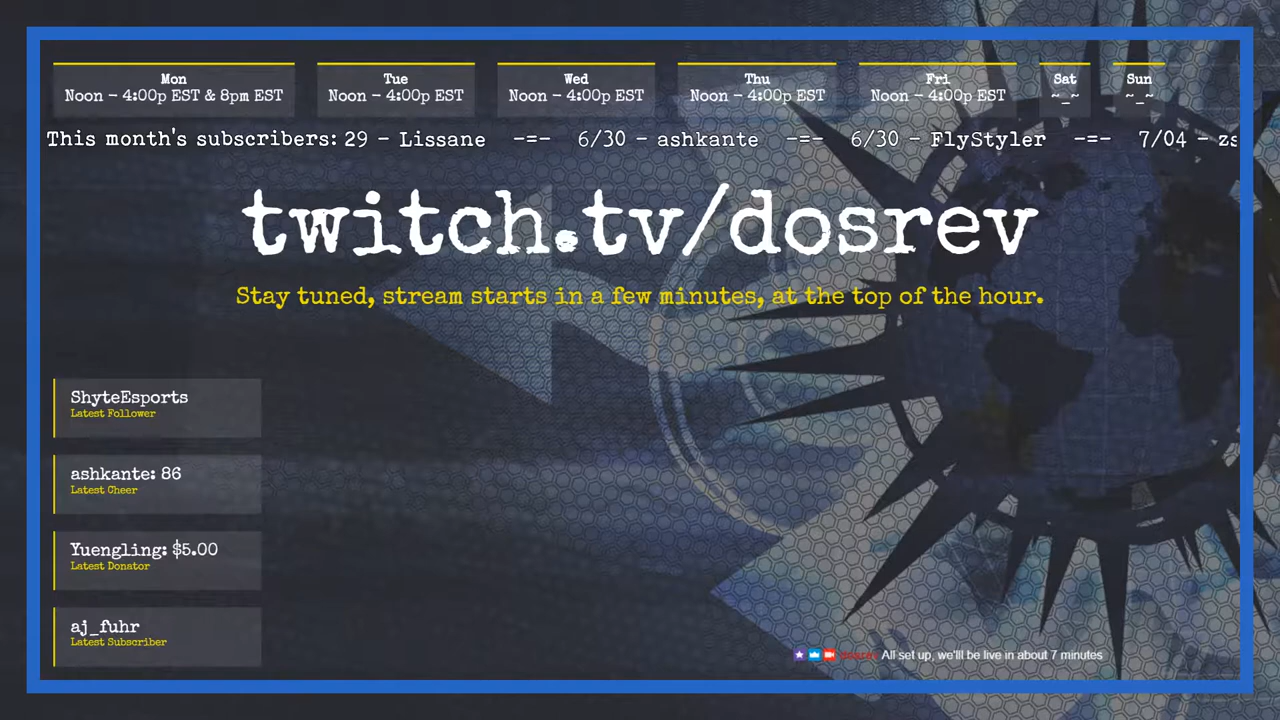 Mon
Noon - 4:00p EST & 8pm EST
Tue
Noon - 4:00p EST
Wed
Noon - 4:00p EST
Thu
Noon - 4:00p EST
Fri
Noon - 4:00p EST
Sat
~_~
Sun
~_~
This month's subscribers: 29 - Lissane -=- 6/30 - ashkante -=- 6/30 - FlyStyler -=- 7/04 - zs
twitch.tv/dosrev
Stay tuned, stream starts in a few minutes, at the top of the hour.
ShyteEsports
Latest Follower
ashkante: 86
Latest Cheer
Yuengling: $5.00
Latest Donator
aj_fuhr
Latest Subscriber
All set up, we'll be live in about 7 minutes